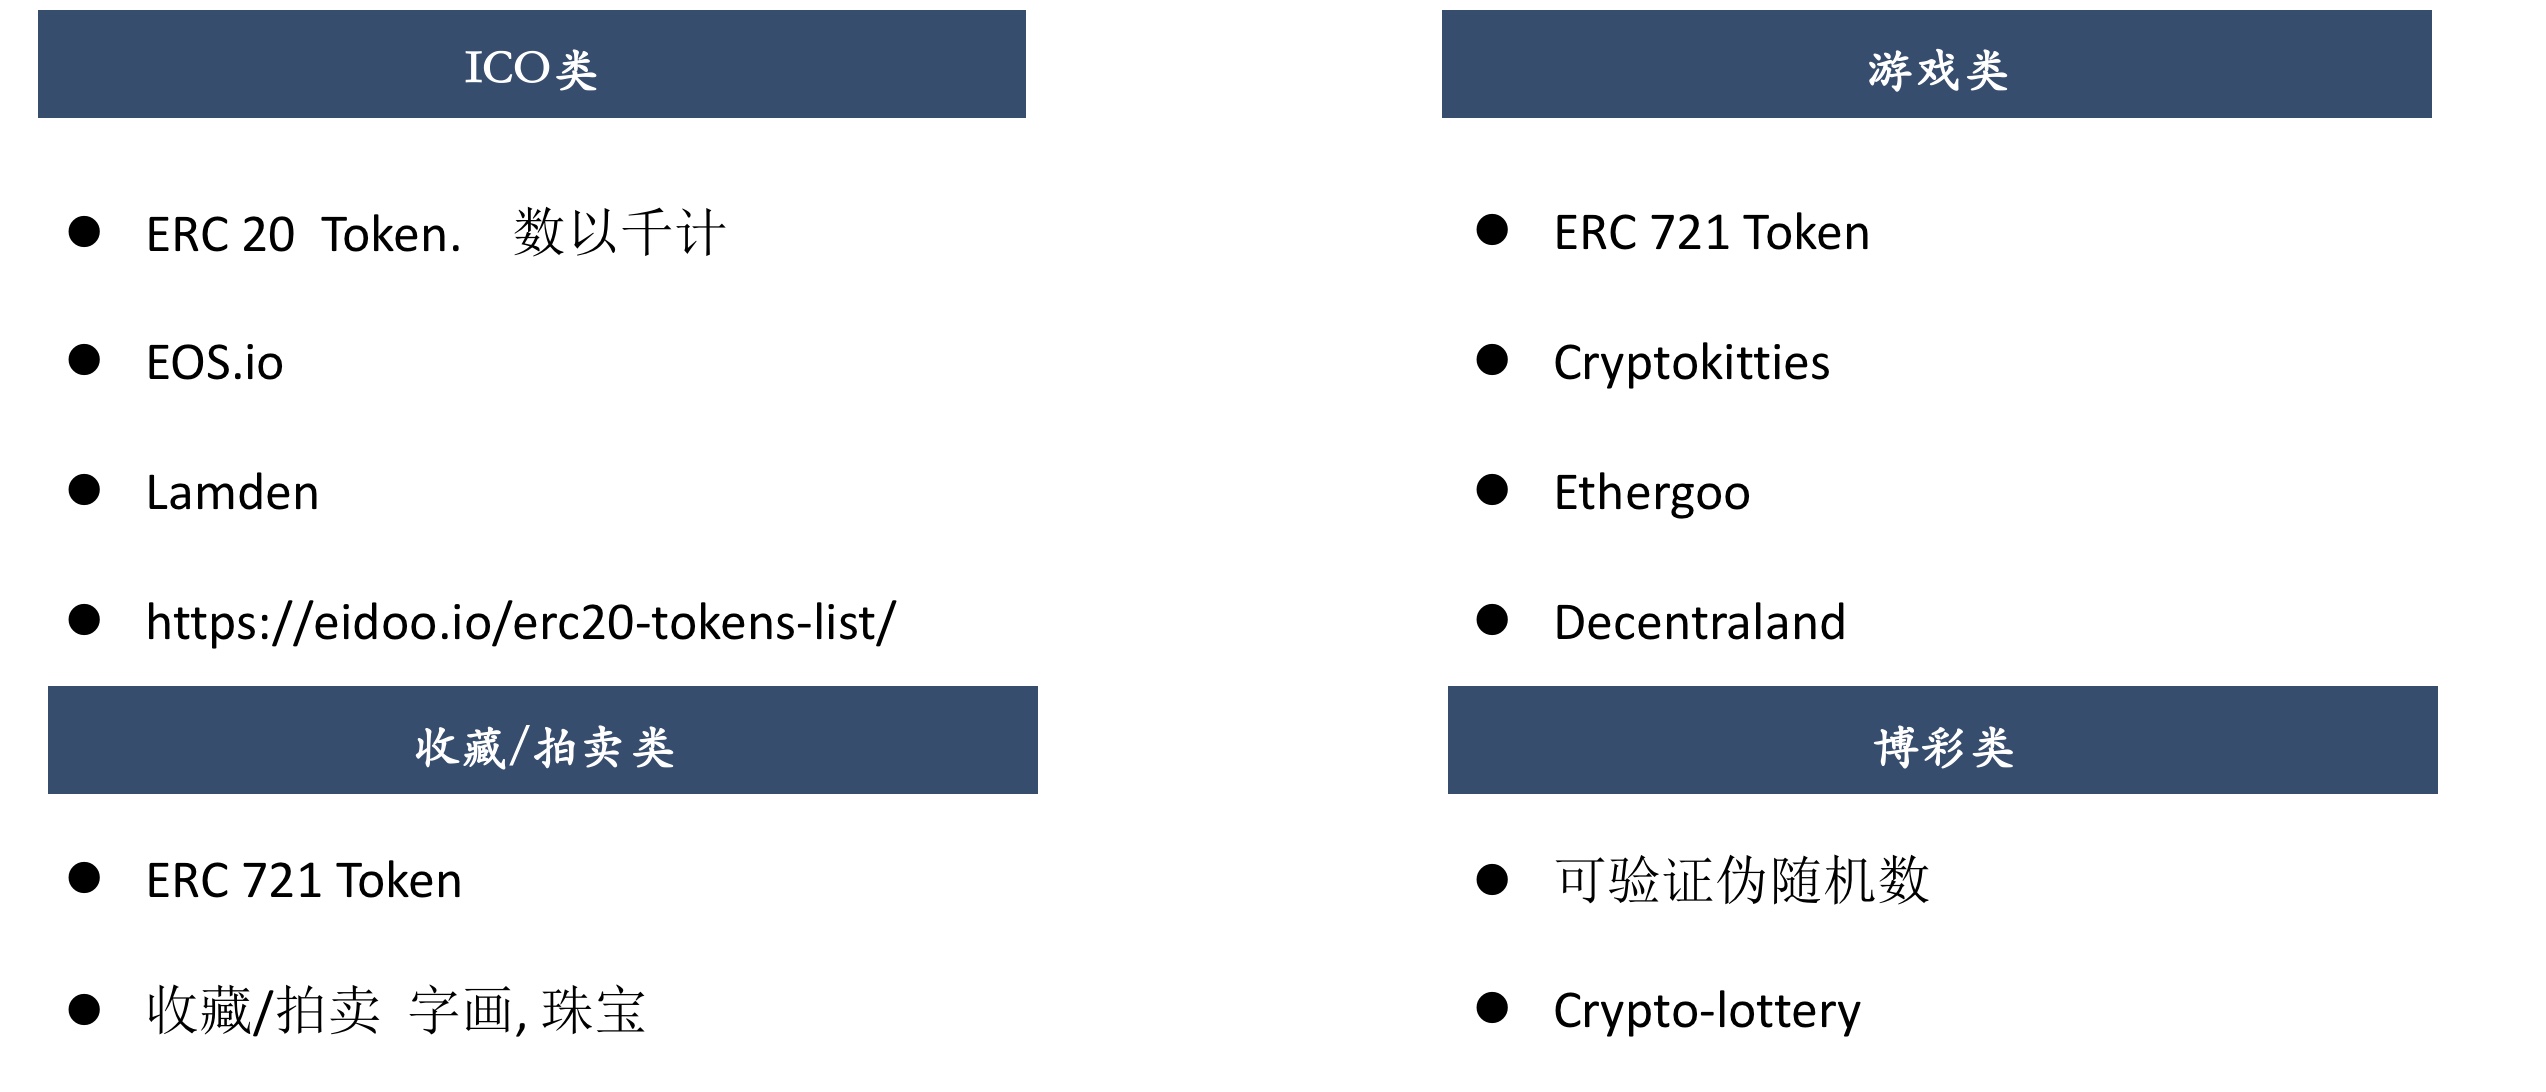 ICO类
ERC 20 Token. 数以千计
EOS.io
Lamden
https://eidoo.io/erc20-tokens-list/
游戏类
ERC 721 Token
Cryptokitties
Ethergoo
Decentraland
收藏/拍卖类
ERC 721 Token
收藏/拍卖 字画, 珠宝
博彩类
可验证伪随机数
Crypto-lottery